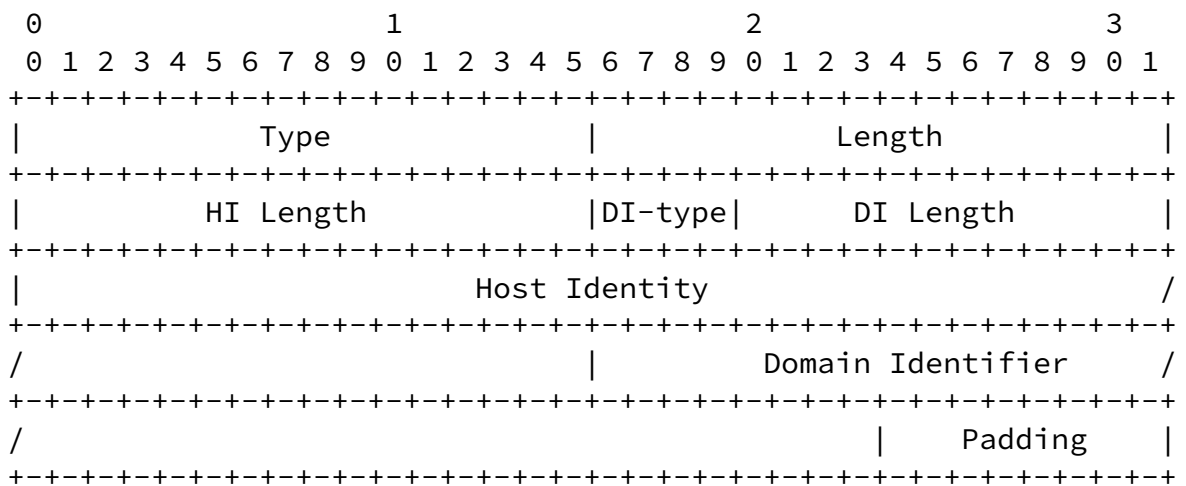 0                   1                   2                   3
 0 1 2 3 4 5 6 7 8 9 0 1 2 3 4 5 6 7 8 9 0 1 2 3 4 5 6 7 8 9 0 1
+-+-+-+-+-+-+-+-+-+-+-+-+-+-+-+-+-+-+-+-+-+-+-+-+-+-+-+-+-+-+-+-+
|             Type              |             Length            |
+-+-+-+-+-+-+-+-+-+-+-+-+-+-+-+-+-+-+-+-+-+-+-+-+-+-+-+-+-+-+-+-+
|          HI Length            |DI-type|      DI Length        |
+-+-+-+-+-+-+-+-+-+-+-+-+-+-+-+-+-+-+-+-+-+-+-+-+-+-+-+-+-+-+-+-+
|                         Host Identity                         /
+-+-+-+-+-+-+-+-+-+-+-+-+-+-+-+-+-+-+-+-+-+-+-+-+-+-+-+-+-+-+-+-+
/                               |         Domain Identifier     /
+-+-+-+-+-+-+-+-+-+-+-+-+-+-+-+-+-+-+-+-+-+-+-+-+-+-+-+-+-+-+-+-+
/                                               |    Padding    |
+-+-+-+-+-+-+-+-+-+-+-+-+-+-+-+-+-+-+-+-+-+-+-+-+-+-+-+-+-+-+-+-+